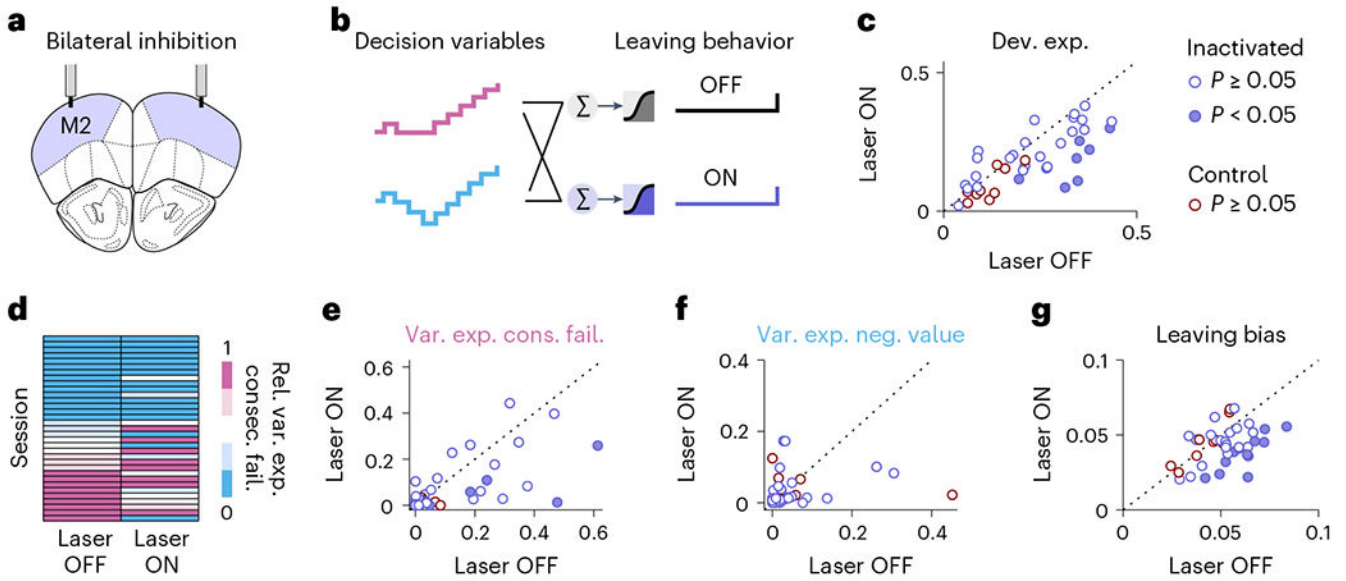 a
Bilateral inhibition
M2
b
Decision variables
Leaving behavior
Σ
OFF
Σ
ON
c
Dev. exp.
Laser ON
0.5
0
0
0.5
Laser OFF
Inactivated
P ≥ 0.05
P < 0.05
Control
P ≥ 0.05
d
Session
Laser
OFF
Laser
ON
1
0
Rel. var. exp.
consec. fail.
e
Var. exp. cons. fail.
Laser ON
0.6
0.4
0.2
0
0
0.2
0.4
0.6
Laser OFF
f
Var. exp. neg. value
Laser ON
0.4
0.2
0
0
0.2
0.4
Laser OFF
g
Leaving bias
Laser ON
0.1
0.05
0
0
0.05
0.1
Laser OFF